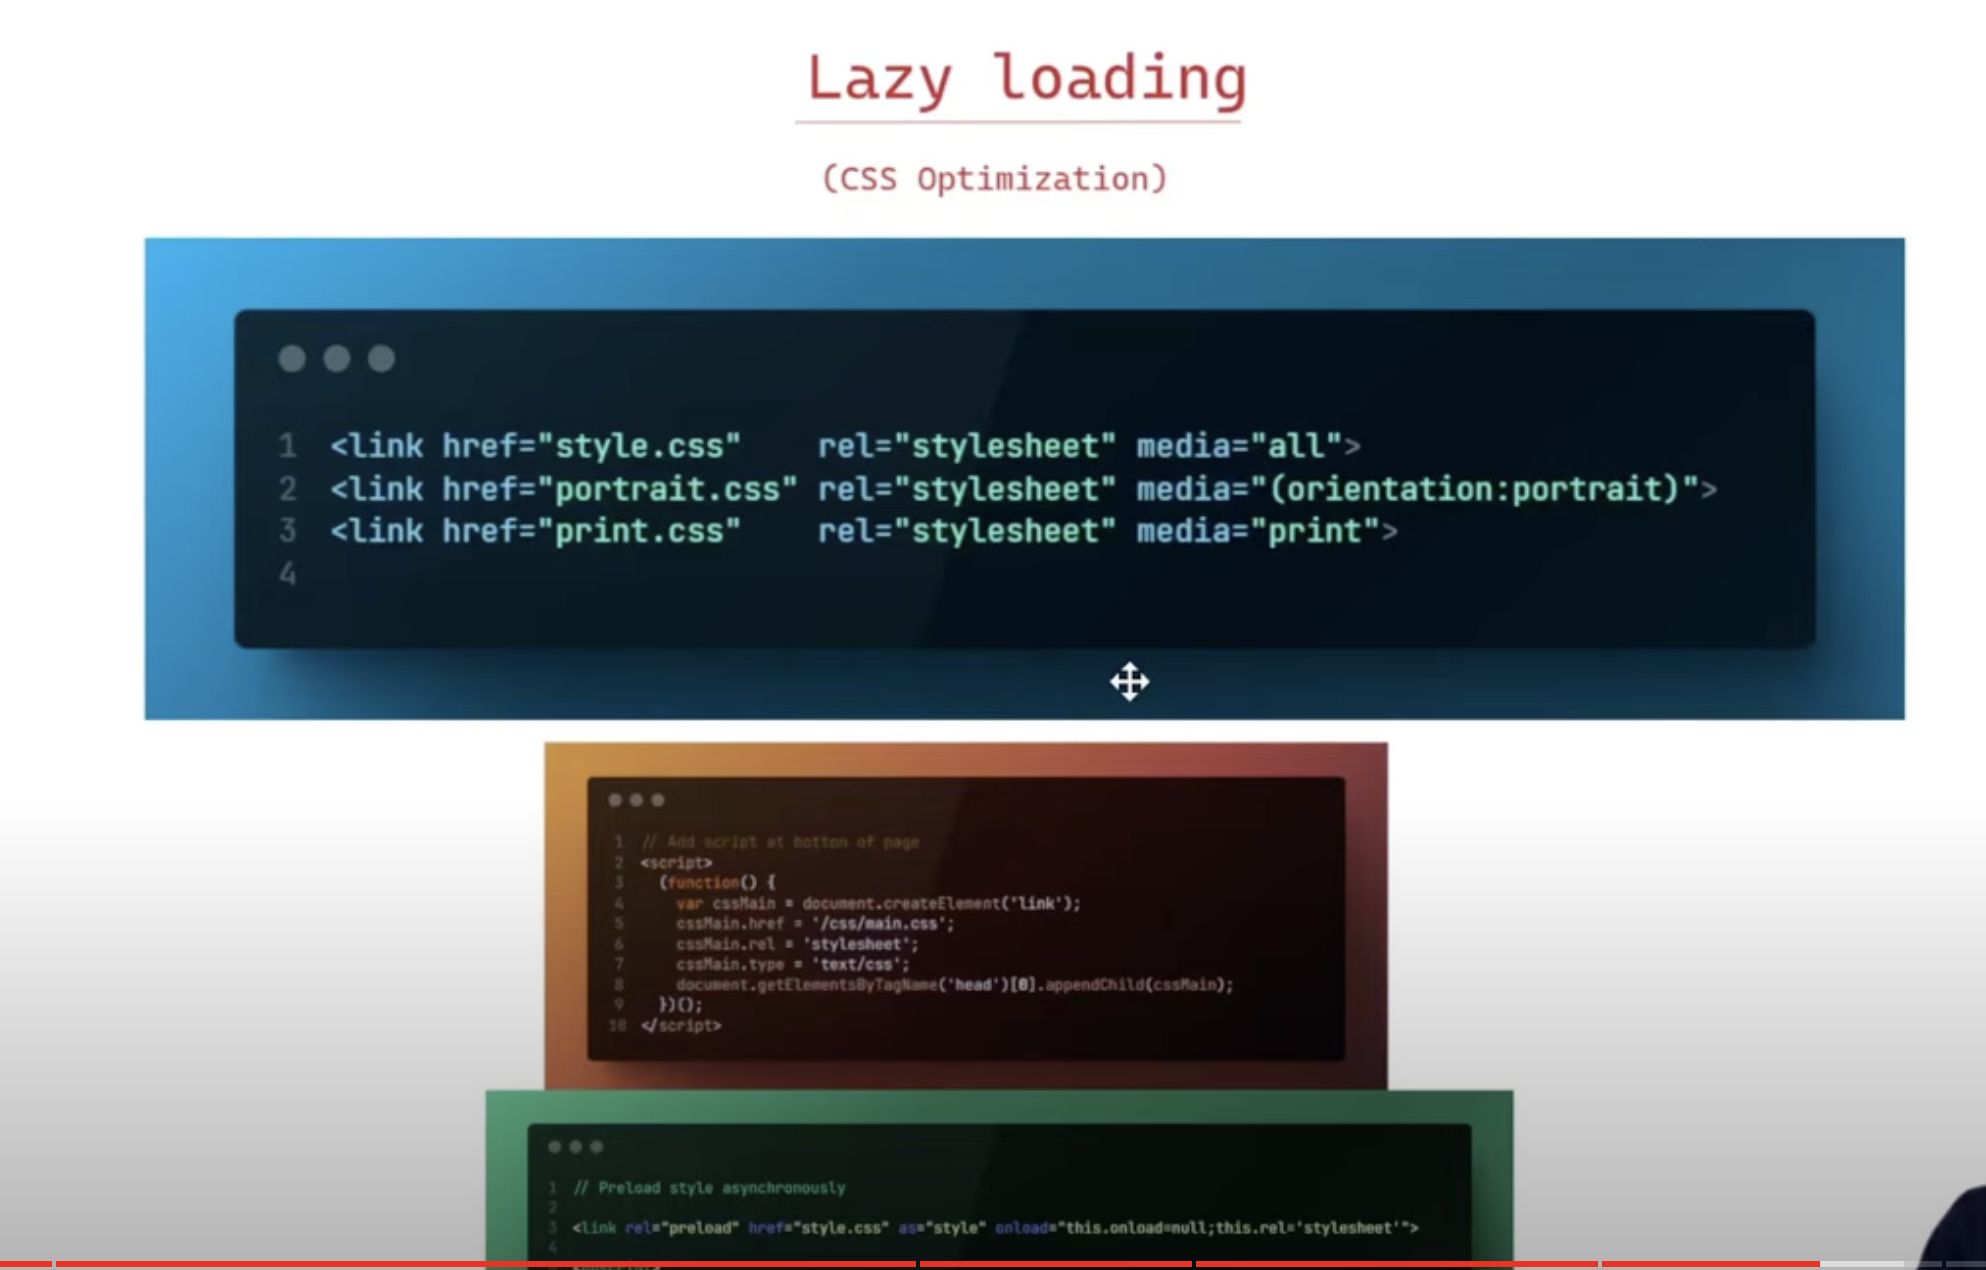 Lazy loading
(CSS Optimization)
1 <link href="style.css" rel="stylesheet" media="all">
2 <link href="portrait.css" rel="stylesheet" media="(orientation:portrait)">
3 <link href="print.css" rel="stylesheet" media="print">
4
1 // Add script at botton of page
2 <script>
3 (function() {
4 var cssMain = document.createElement('link');
5 cssMain.href = '/css/main.css';
6 cssMain.rel = 'stylesheet';
7 cssMain.type = 'text/css';
8 document.getElementsByTagName('head')[0].appendChild(cssMain);
9 })();
10 </script>
1 // Preload style asynchronously
2
3 <link rel="preload" href="style.css" as="style" onload="this.onload=null;this.rel='stylesheet'">
4